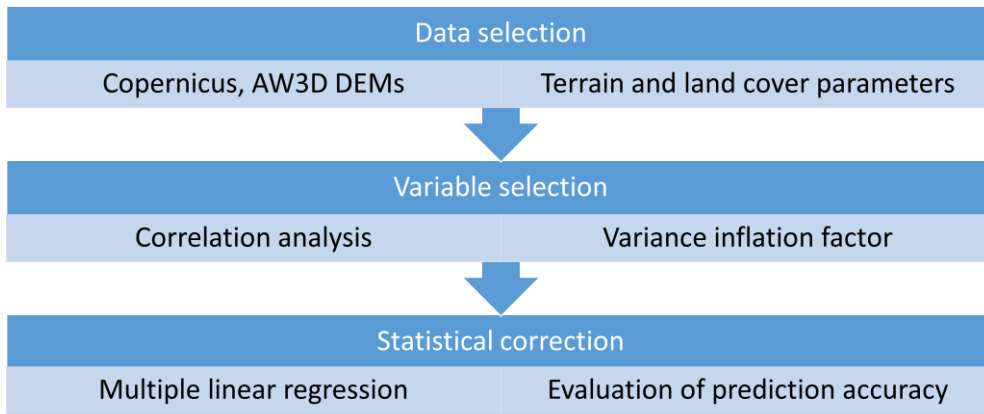 Data selection
Copernicus, AW3D DEMs
Terrain and land cover parameters
Variable selection
Correlation analysis
Variance inflation factor
Statistical correction
Multiple linear regression
Evaluation of prediction accuracy